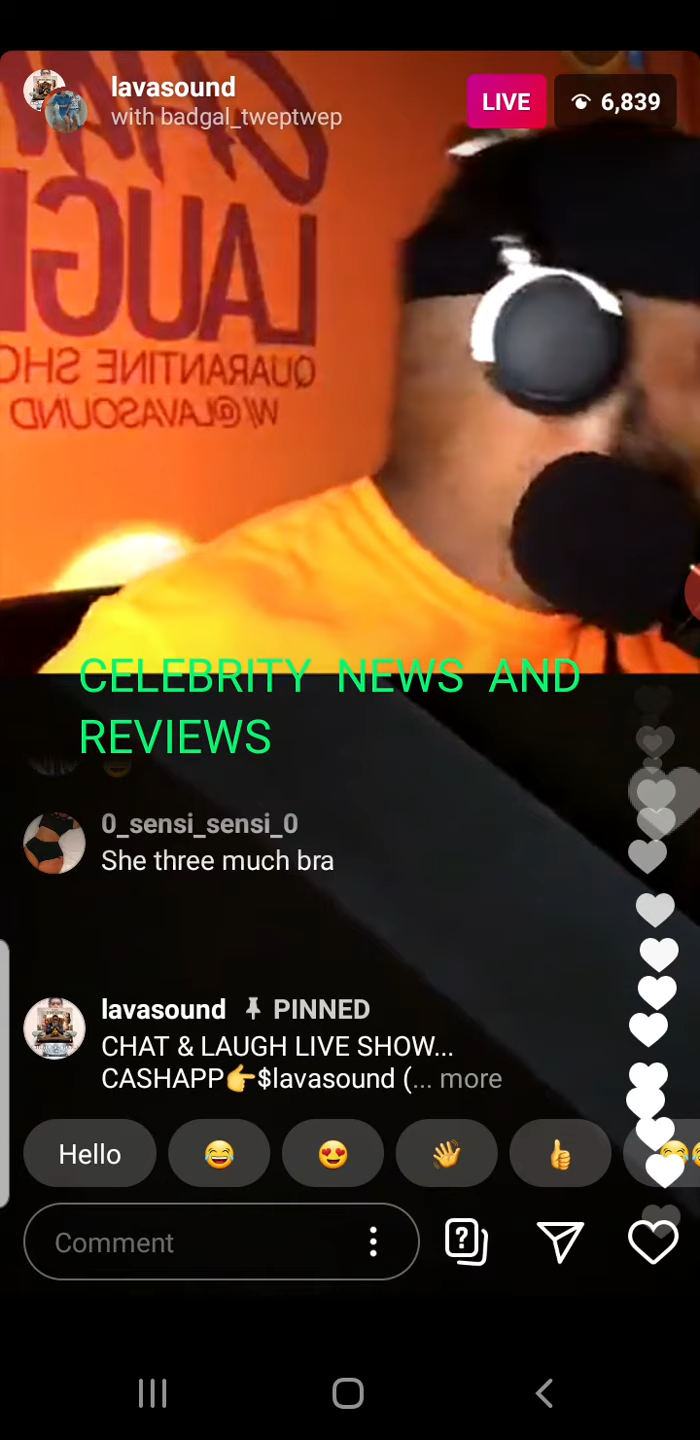 lavasound
with badgal_tweptwep
LIVE
6,839
LAUG
QUARANTINE SHO
W/@LAVASOUND
CELEBRITY NEWS AND
REVIEWS
0_sensi_sensi_0
She three much bra
lavasound PINNED
CHAT & LAUGH LIVE SHOW...
CASHAPP👉$lavasound (... more
Hello
Comment